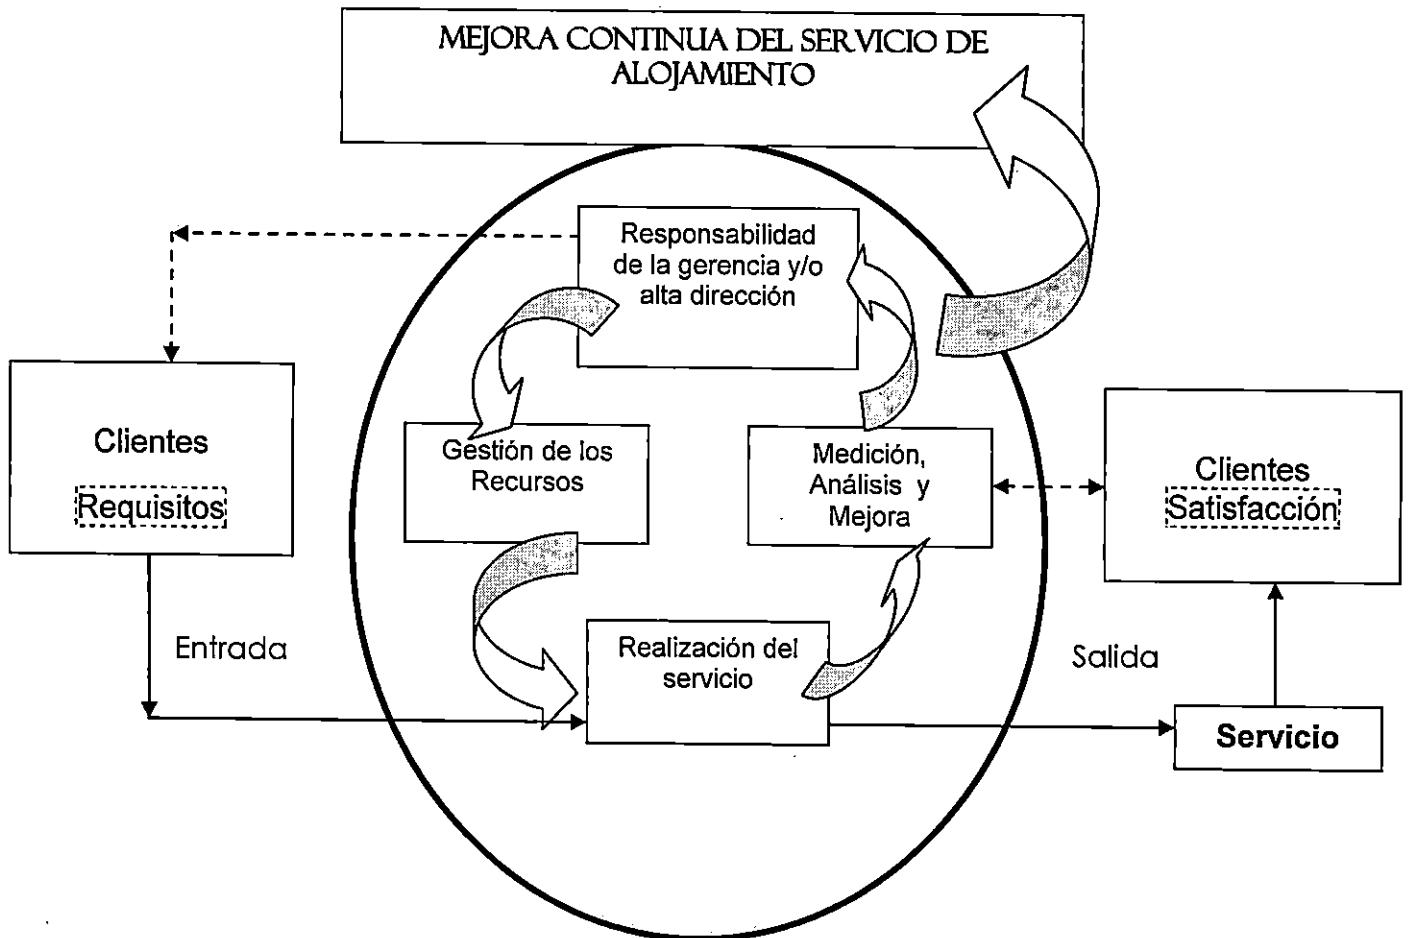 MEJORA CONTINUA DEL SERVICIO DE
ALOJAMIENTO
Responsabilidad
de la gerencia y/o
alta dirección
Clientes
Requisitos
Gestión de los
Recursos
Medición,
Análisis y
Mejora
Clientes
Satisfacción
Entrada
Realización del
servicio
Salida
Servicio